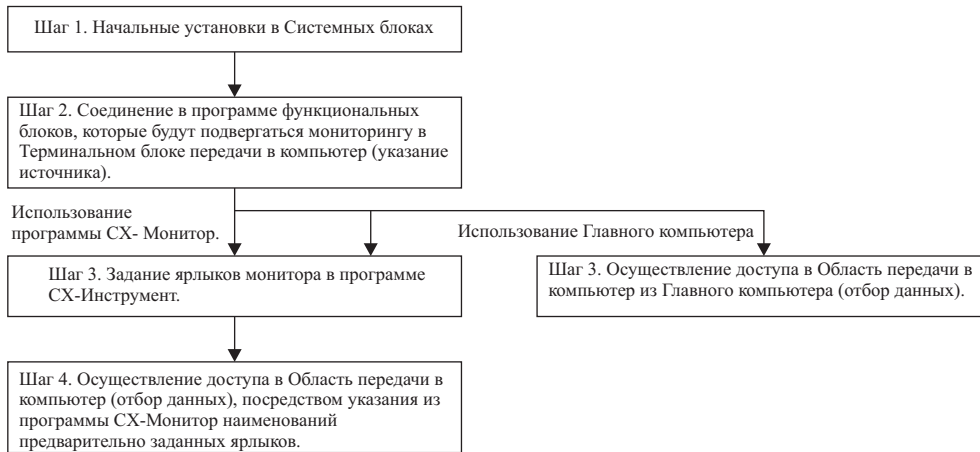 Шаг 1. Начальные установки в Системных блоках
Шаг 2. Соединение в программе функциональных
блоков, которые будут подвергаться мониторингу в
Терминальном блоке передачи в компьютер (указание
источника).
Использование
программы СХ- Монитор.
Использование Главного компьютера
Шаг 3. Задание ярлыков монитора в программе
СХ-Инструмент.
Шаг 3. Осуществление доступа в Область передачи в
компьютер из Главного компьютера (отбор данных).
Шаг 4. Осуществление доступа в Область передачи в
компьютер (отбор данных), посредством указания из
программы СХ-Монитор наименований
предварительно заданных ярлыков.